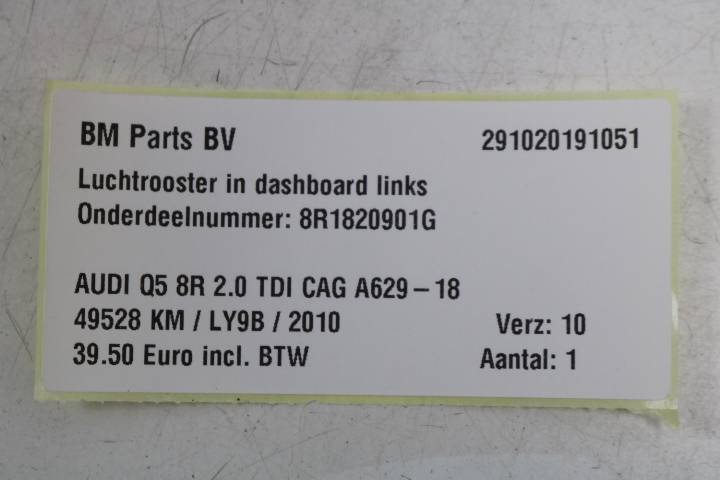 BM Parts BV 291020191051
Luchtrooster in dashboard links
Onderdeelnummer: 8R1820901G
AUDI Q5 8R 2.0 TDI CAG A629-18
49528 KM / LY9B / 2010 Verz: 10
39.50 Euro incl. BTW Aantal: 1